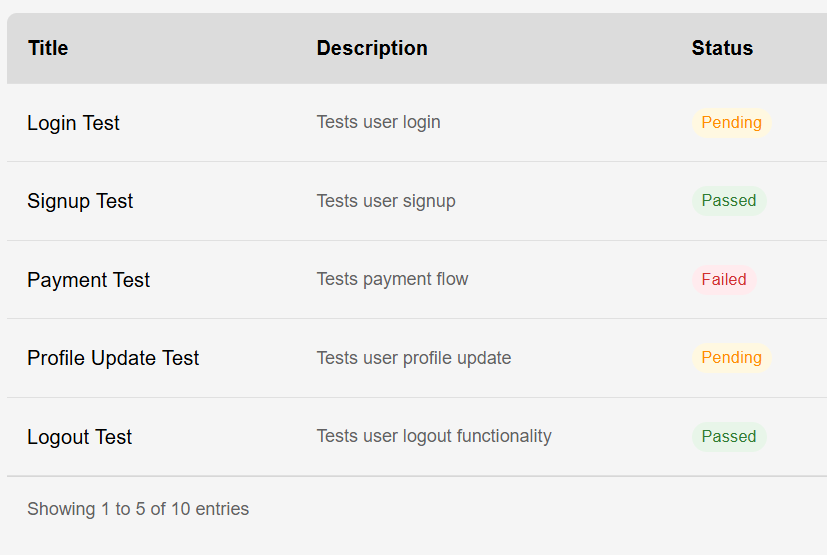 Title Description Status
Login Test Tests user login Pending
Signup Test Tests user signup Passed
Payment Test Tests payment flow Failed
Profile Update Test Tests user profile update Pending
Logout Test Tests user logout functionality Passed
Showing 1 to 5 of 10 entries